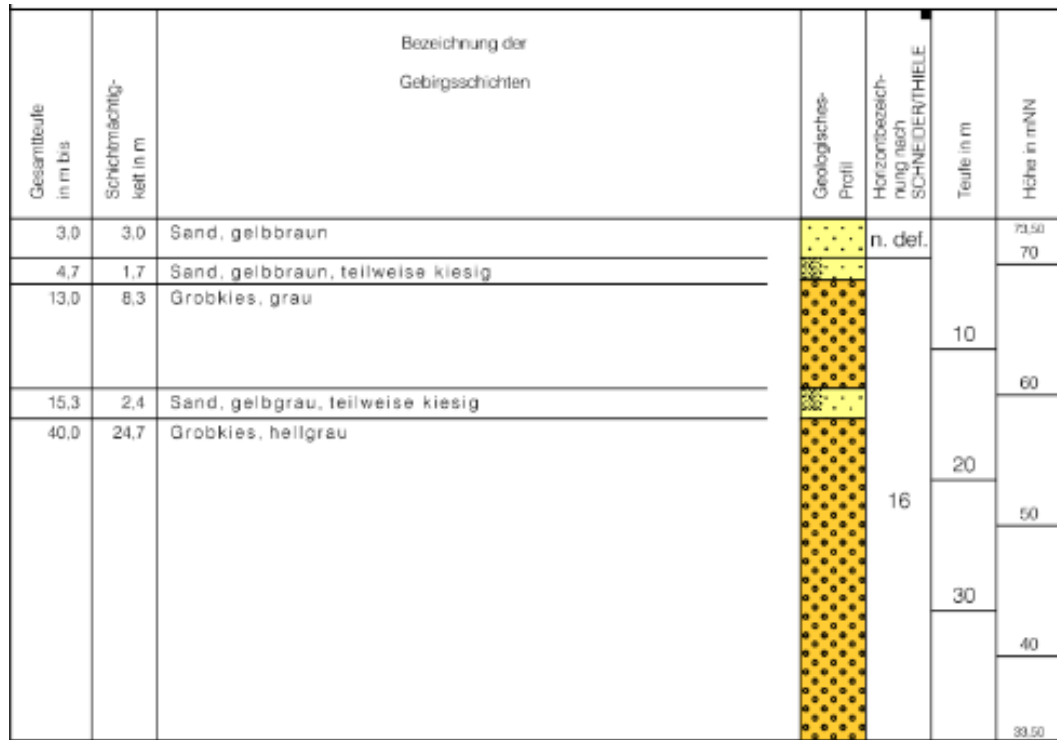 Gesamtteufe
in m bis
Schichtmächtig-
keit in m
Bezeichnung der
Gebirgsschichten
Geologisches-
Profil
Horizontbezeich-
nung nach
SCHNEIDER/THIELE
Teufe in m
Höhe in mNN
3,0 3,0 Sand, gelbbraun n. def. 73,50
70
4,7 1,7 Sand, gelbbraun, teilweise kiesig
13,0 8,3 Grobkies, grau
10
60
15,3 2,4 Sand, gelbgrau, teilweise kiesig
40,0 24,7 Grobkies, hellgrau
20
16
50
30
40
33,50